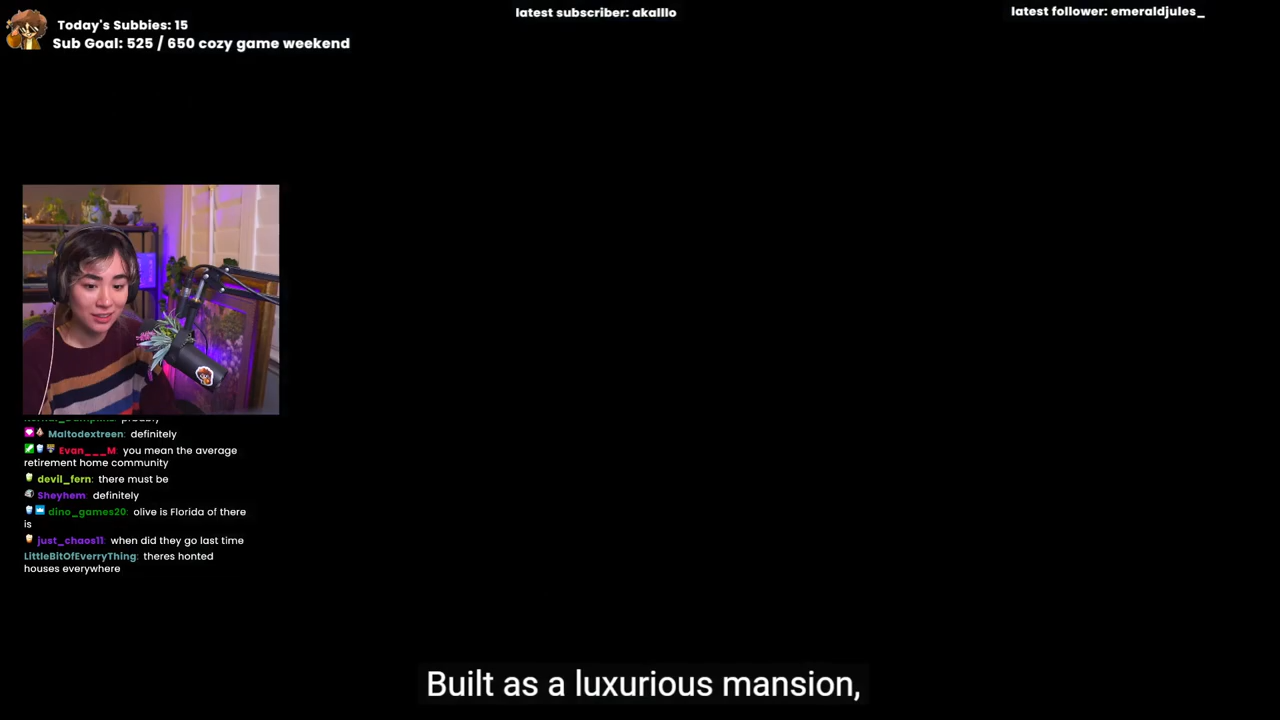 Today's Subbies: 15
Sub Goal: 525 / 650 cozy game weekend
latest subscriber: akalllo
latest follower: emeraldjules_
probably
Maltodextreen: definitely
Evan___M: you mean the average
retirement home community
devil_fern: there must be
Sheyhem: definitely
dino_games20: olive is Florida of there
is
just_chaos11: when did they go last time
LittleBitOfEverryThing: theres honted
houses everywhere
Built as a luxurious mansion,